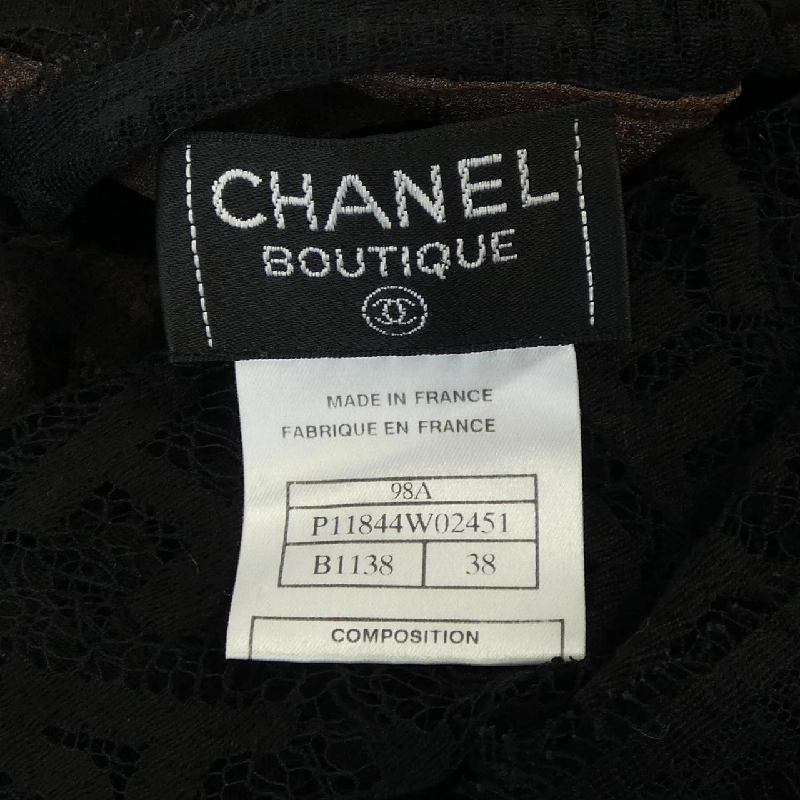 CHANEL
BOUTIQUE
MADE IN FRANCE
FABRIQUE EN FRANCE
98A
P11844W02451
B1138 38
COMPOSITION